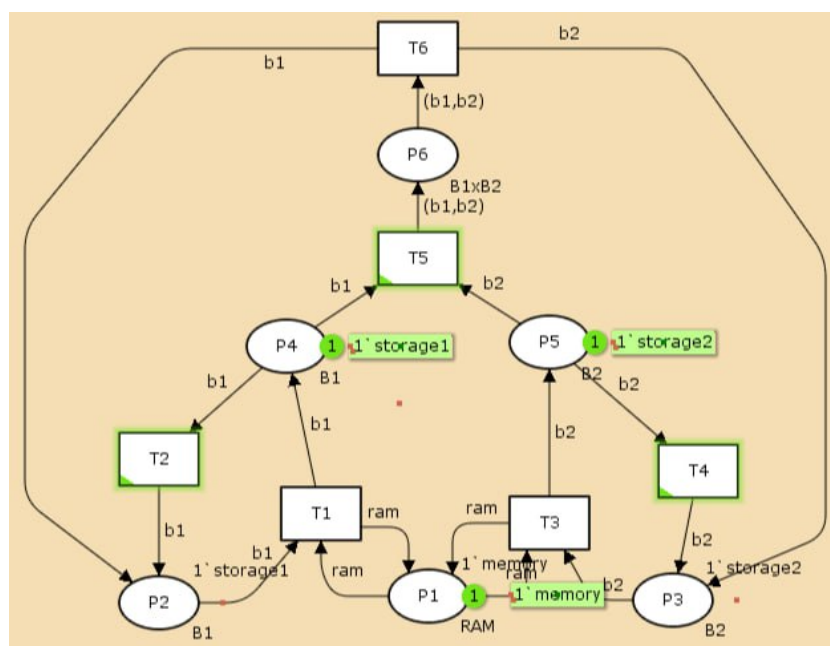 T6
b1
b2
(b1,b2)
P6
B1xB2
(b1,b2)
T5
b1
b2
P4
1
1`storage1
B1
P5
1
1`storage2
B2
b1
b2
T2
b1
b2
T4
T1
ram
ram
T3
b1
b1
1`storage1
ram
1`memory
ram
b2
1`storage2
P2
B1
P1
1
1`memory
RAM
b2
P3
B2